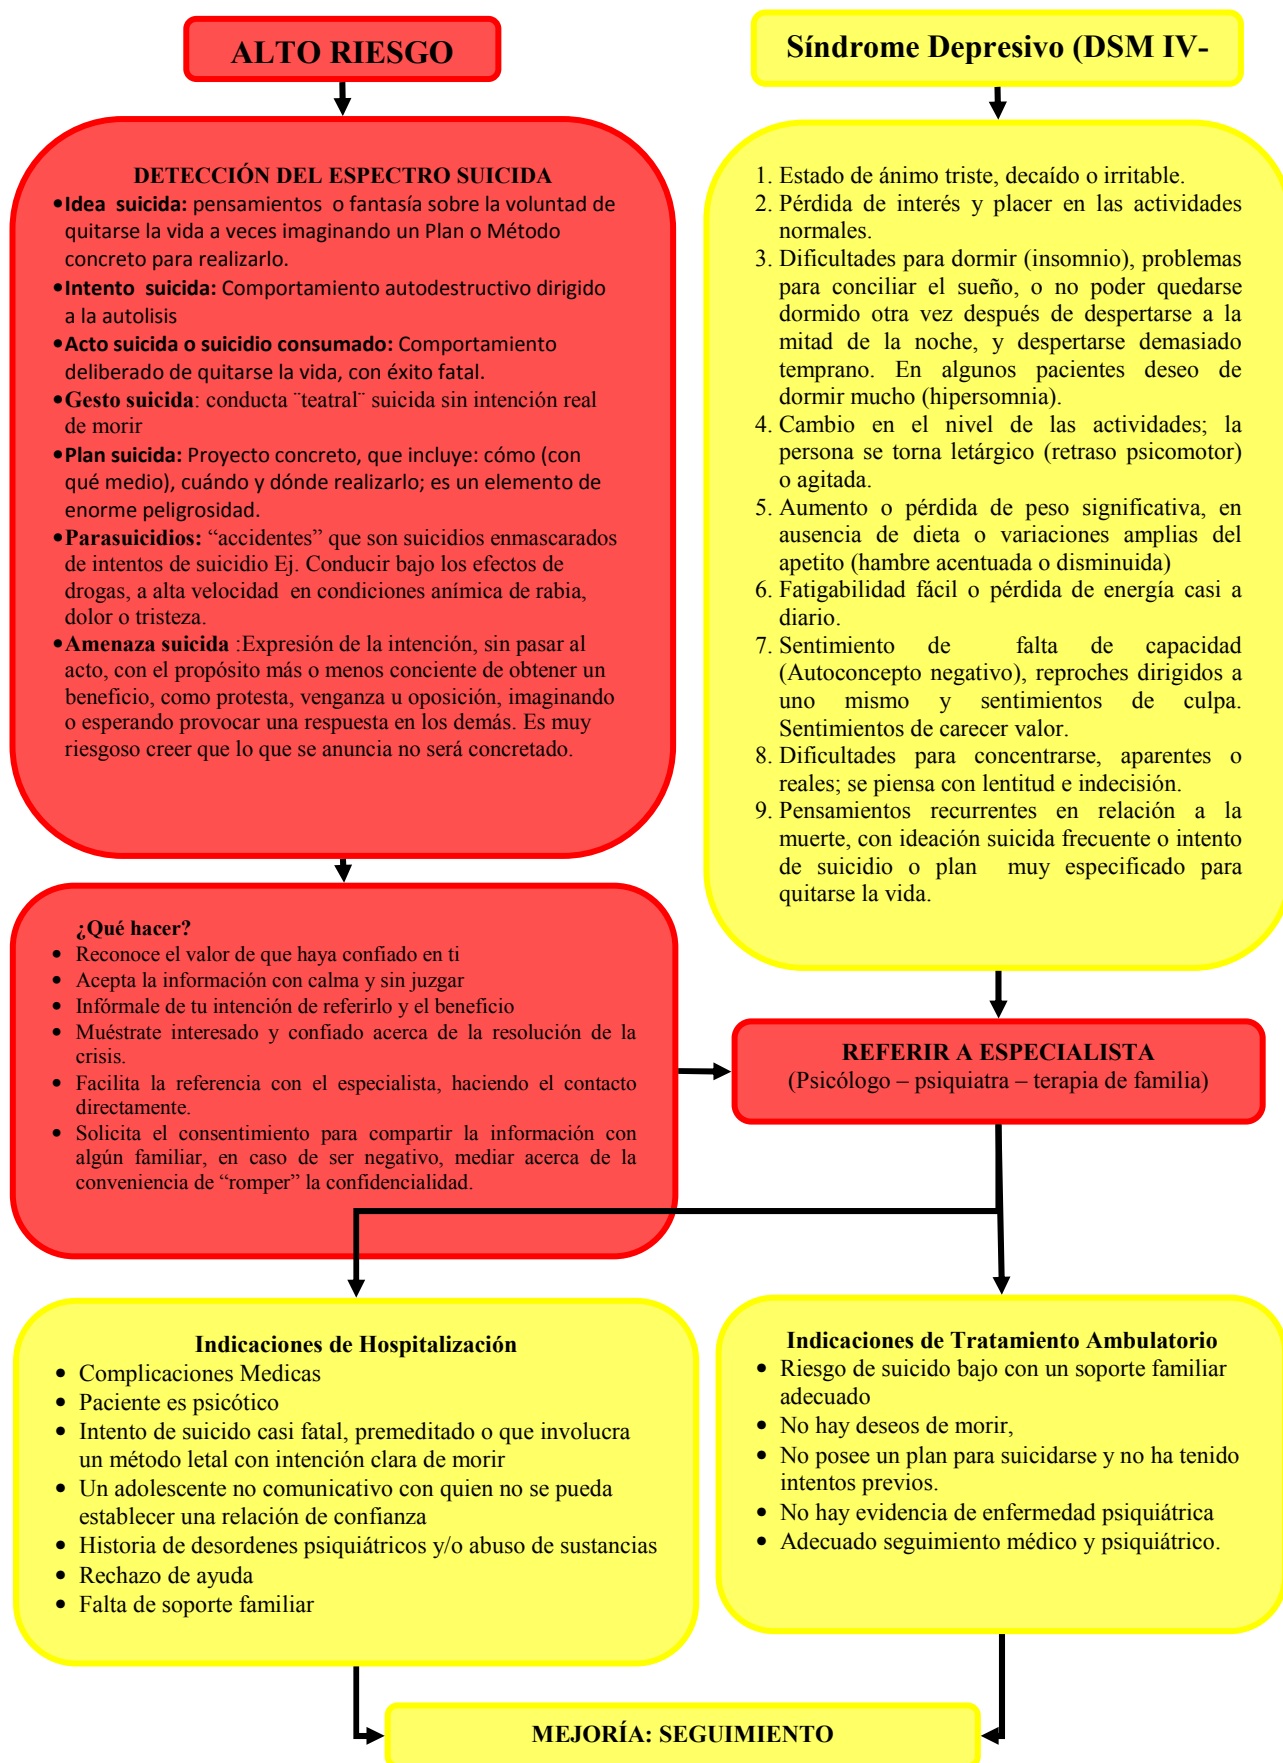 ALTO RIESGO
DETECCIÓN DEL ESPECTRO SUICIDA
•Idea suicida: pensamientos o fantasía sobre la voluntad de
quitarse la vida a veces imaginando un Plan o Método
concreto para realizarlo.
•Intento suicida: Comportamiento autodestructivo dirigido
a la autolisis
•Acto suicida o suicidio consumado: Comportamiento
deliberado de quitarse la vida, con éxito fatal.
•Gesto suicida: conducta ¨teatral¨ suicida sin intención real
de morir
•Plan suicida: Proyecto concreto, que incluye: cómo (con
qué medio), cuándo y dónde realizarlo; es un elemento de
enorme peligrosidad.
•Parasuicidios: “accidentes” que son suicidios enmascarados
de intentos de suicidio Ej. Conducir bajo los efectos de
drogas, a alta velocidad en condiciones anímica de rabia,
dolor o tristeza.
•Amenaza suicida :Expresión de la intención, sin pasar al
acto, con el propósito más o menos conciente de obtener un
beneficio, como protesta, venganza u oposición, imaginando
o esperando provocar una respuesta en los demás. Es muy
riesgoso creer que lo que se anuncia no será concretado.
¿Qué hacer?
• Reconoce el valor de que haya confiado en ti
• Acepta la información con calma y sin juzgar
• Infórmale de tu intención de referirlo y el beneficio
• Muéstrate interesado y confiado acerca de la resolución de la
crisis.
• Facilita la referencia con el especialista, haciendo el contacto
directamente.
• Solicita el consentimiento para compartir la información con
algún familiar, en caso de ser negativo, mediar acerca de la
conveniencia de “romper” la confidencialidad.
Síndrome Depresivo (DSM IV-
1. Estado de ánimo triste, decaído o irritable.
2. Pérdida de interés y placer en las actividades
normales.
3. Dificultades para dormir (insomnio), problemas
para conciliar el sueño, o no poder quedarse
dormido otra vez después de despertarse a la
mitad de la noche, y despertarse demasiado
temprano. En algunos pacientes deseo de
dormir mucho (hipersomnia).
4. Cambio en el nivel de las actividades; la
persona se torna letárgico (retraso psicomotor)
o agitada.
5. Aumento o pérdida de peso significativa, en
ausencia de dieta o variaciones amplias del
apetito (hambre acentuada o disminuida)
6. Fatigabilidad fácil o pérdida de energía casi a
diario.
7. Sentimiento de falta de capacidad
(Autoconcepto negativo), reproches dirigidos a
uno mismo y sentimientos de culpa.
Sentimientos de carecer valor.
8. Dificultades para concentrarse, aparentes o
reales; se piensa con lentitud e indecisión.
9. Pensamientos recurrentes en relación a la
muerte, con ideación suicida frecuente o intento
de suicidio o plan muy especificado para
quitarse la vida.
REFERIR A ESPECIALISTA
(Psicólogo – psiquiatra – terapia de familia)
Indicaciones de Hospitalización
• Complicaciones Medicas
• Paciente es psicótico
• Intento de suicido casi fatal, premeditado o que involucra
un método letal con intención clara de morir
• Un adolescente no comunicativo con quien no se pueda
establecer una relación de confianza
• Historia de desordenes psiquiátricos y/o abuso de sustancias
• Rechazo de ayuda
• Falta de soporte familiar
Indicaciones de Tratamiento Ambulatorio
• Riesgo de suicido bajo con un soporte familiar
adecuado
• No hay deseos de morir,
• No posee un plan para suicidarse y no ha tenido
intentos previos.
• No hay evidencia de enfermedad psiquiátrica
• Adecuado seguimiento médico y psiquiátrico.
MEJORÍA: SEGUIMIENTO